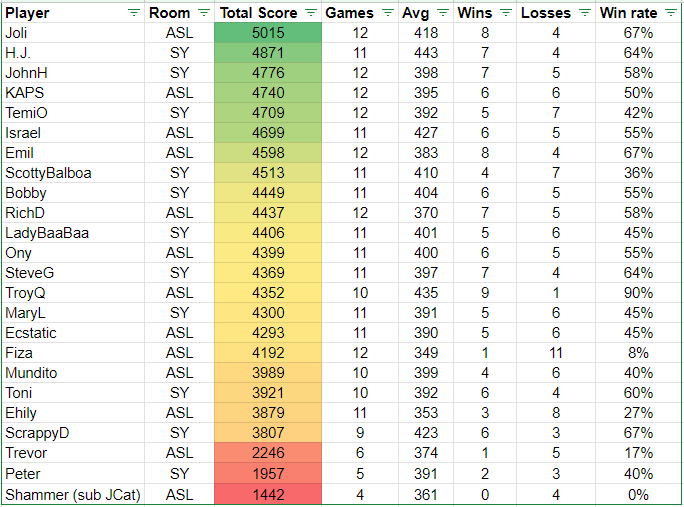 Player Room Total Score Games Avg Wins Losses Win rate
Joli ASL 5015 12 418 8 4 67%
H.J. SY 4871 11 443 7 4 64%
JohnH SY 4776 12 398 7 5 58%
KAPS ASL 4740 12 395 6 6 50%
TemiO SY 4709 12 392 5 7 42%
Israel ASL 4699 11 427 6 5 55%
Emil ASL 4598 12 383 8 4 67%
ScottyBalboa SY 4513 11 410 4 7 36%
Bobby SY 4449 11 404 6 5 55%
RichD ASL 4437 12 370 7 5 58%
LadyBaaBaa SY 4406 11 401 5 6 45%
Ony ASL 4399 11 400 6 5 55%
SteveG SY 4369 11 397 7 4 64%
TroyQ ASL 4352 10 435 9 1 90%
MaryL SY 4300 11 391 5 6 45%
Ecstatic ASL 4293 11 390 5 6 45%
Fiza ASL 4192 12 349 1 11 8%
Mundito ASL 3989 10 399 4 6 40%
Toni SY 3921 10 392 6 4 60%
Ehily ASL 3879 11 353 3 8 27%
ScrappyD SY 3807 9 423 6 3 67%
Trevor ASL 2246 6 374 1 5 17%
Peter SY 1957 5 391 2 3 40%
Shammer (sub JCat) ASL 1442 4 361 0 4 0%